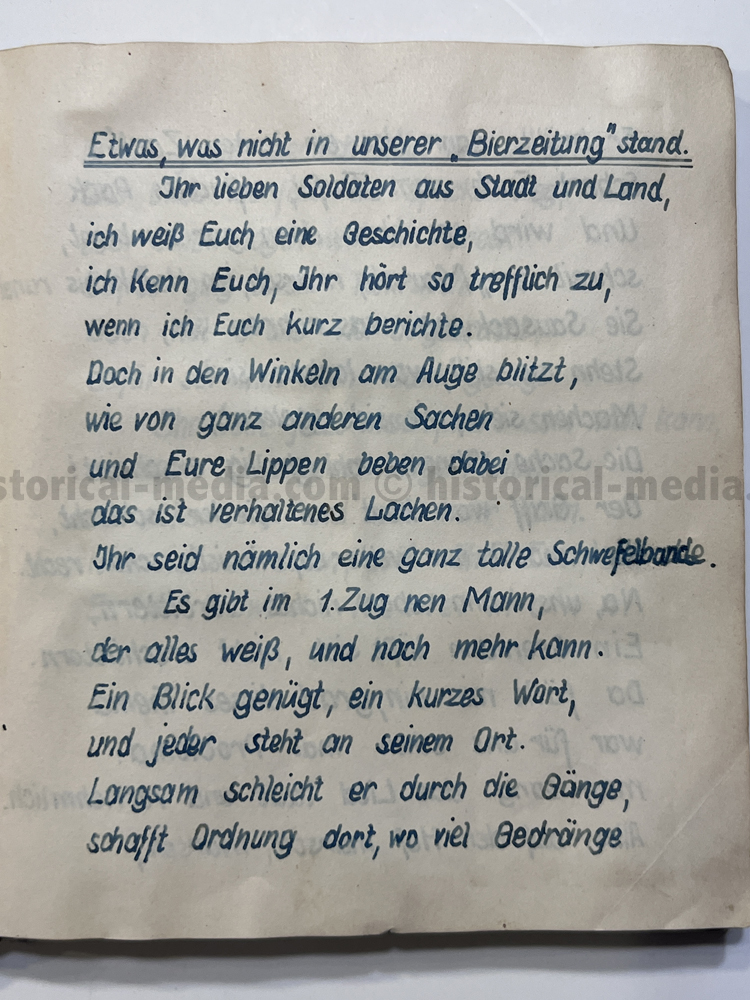 Etwas, was nicht in unserer „Bierzeitung" stand.
Ihr lieben Soldaten aus Stadt und Land,
ich weiß Euch eine Geschichte,
ich Kenn Euch, Ihr hört so trefflich zu,
wenn ich Euch kurz berichte.
Doch in den Winkeln am Auge blitzt,
wie von ganz anderen Sachen
und Eure Lippen beben dabei
storical-media.com © historical-media
das ist verhaltenes Lachen.
Ihr seid nämlich eine ganz tolle Schwefelbande.
Es gibt im 1. Zug nen Mann,
der alles weiß, und noch mehr kann.
Ein Blick genügt, ein kurzes Wort,
und jeder steht an seinem Ort.
Langsam schleicht er durch die Gänge,
schafft Ordnung dort, wo viel Gedränge